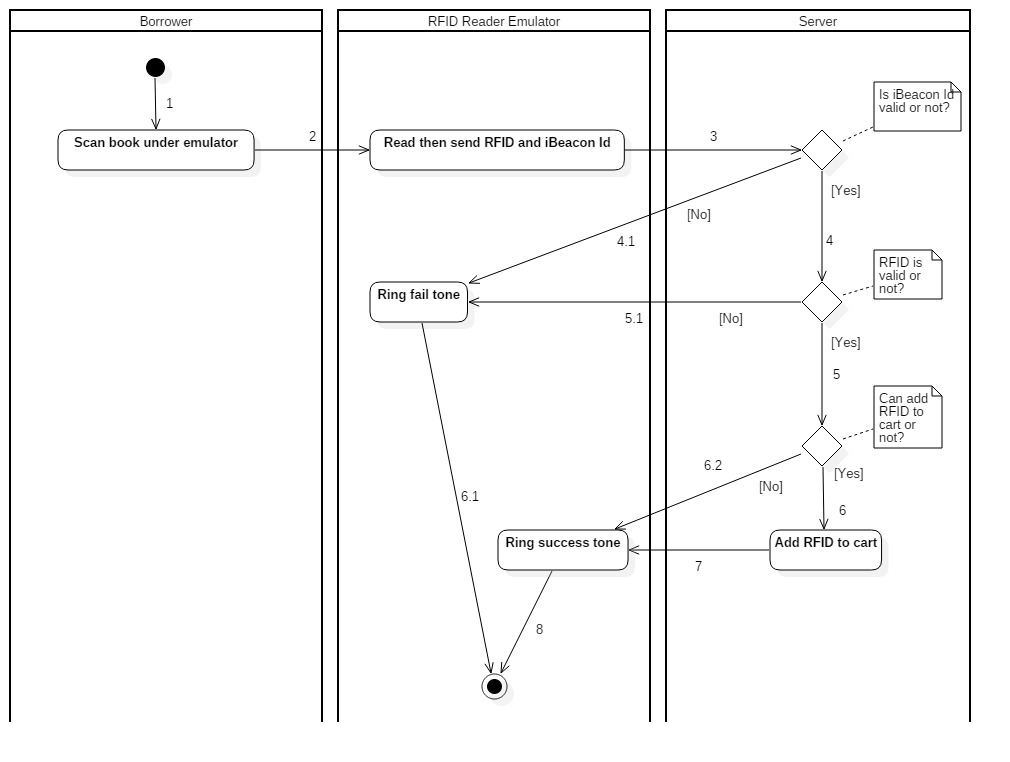 Borrower
RFID Reader Emulator
Server
Is iBeacon Id
valid or not?
1
2
3
Scan book under emulator
Read then send RFID and iBeacon Id
[Yes]
[No]
4.1
4
RFID is
valid or
not?
Ring fail tone
5.1
[No]
[Yes]
5
Can add
RFID to
cart or
not?
6.2
[No]
[Yes]
6.1
6
Ring success tone
Add RFID to cart
7
8